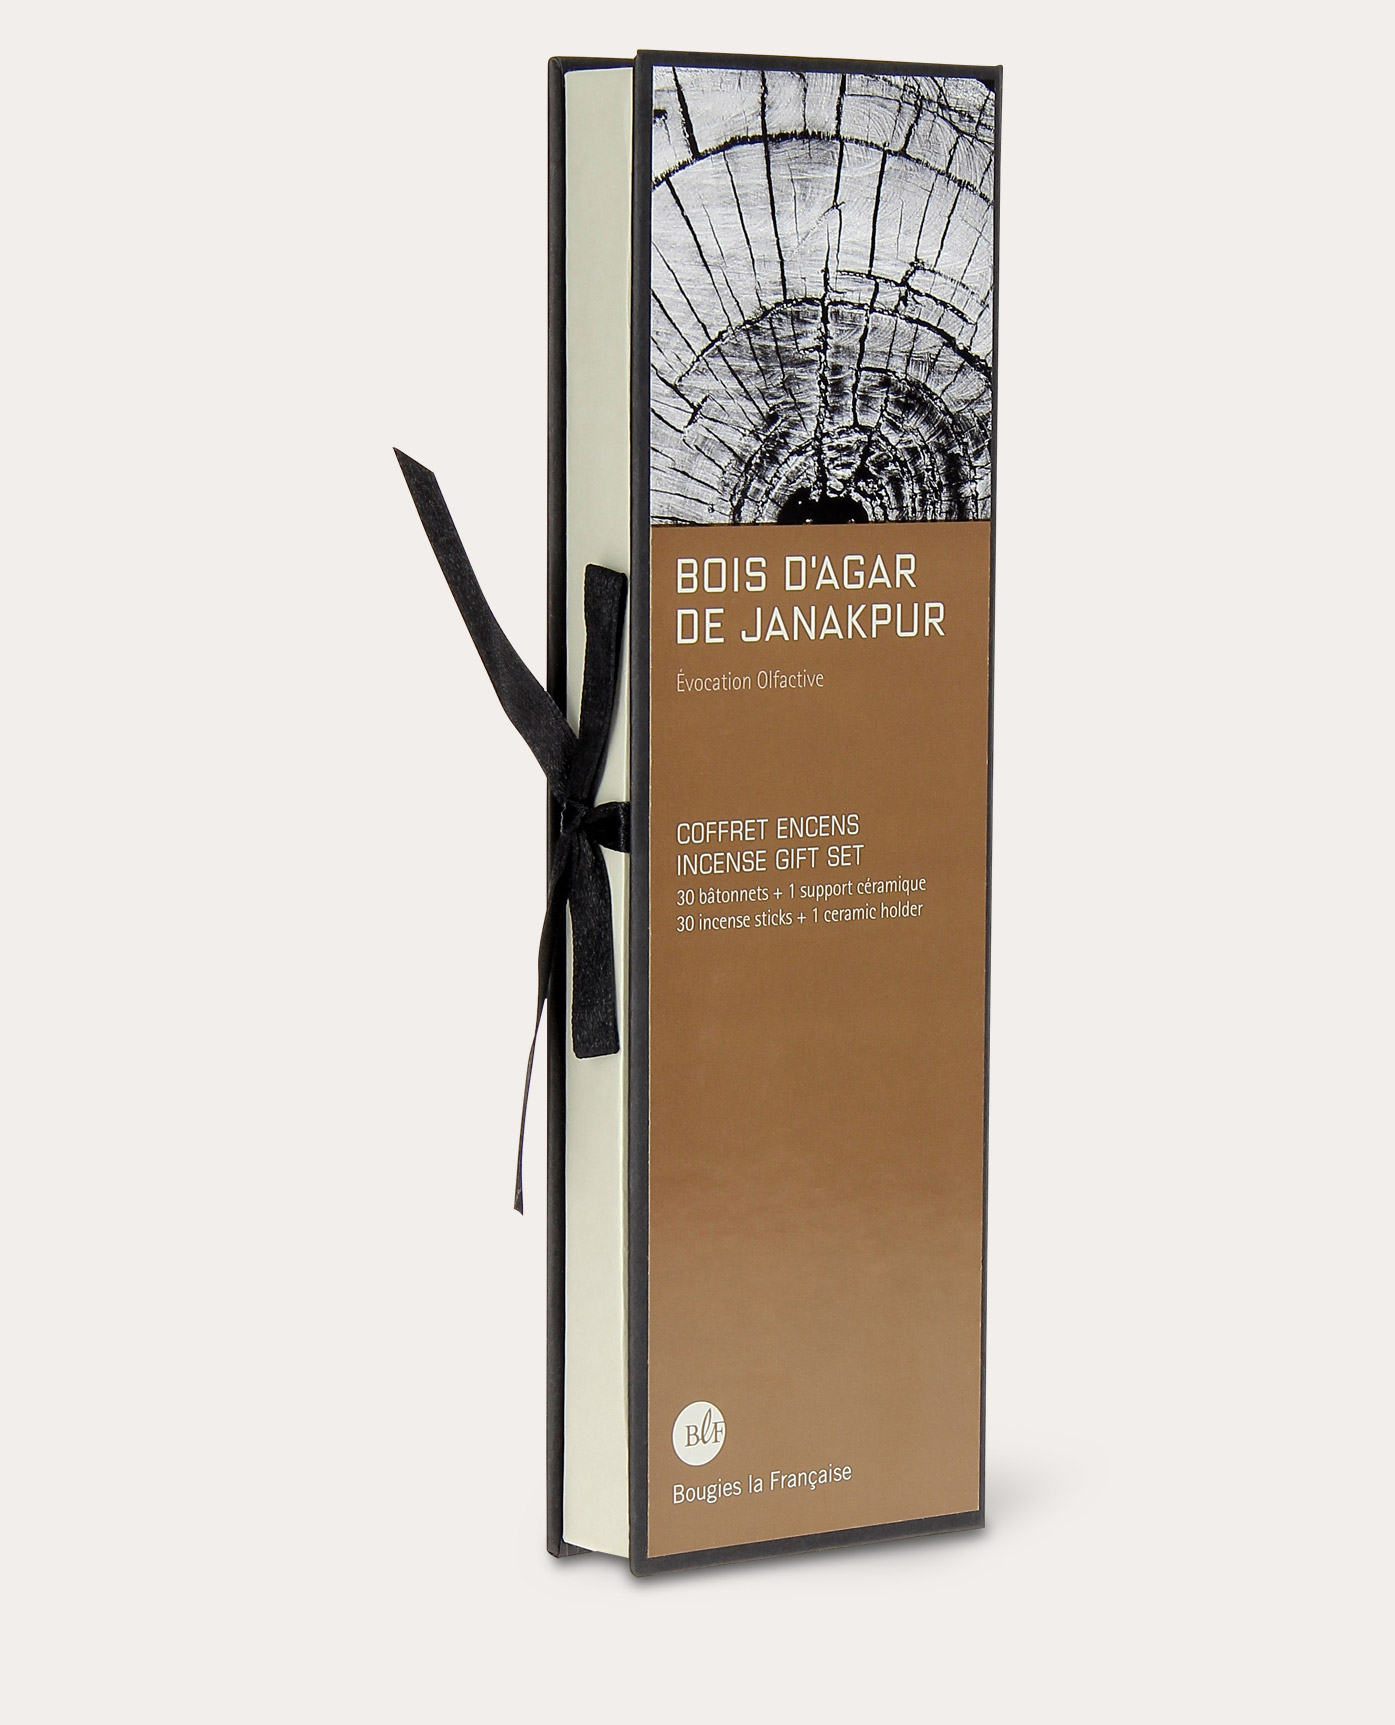 BOIS D'AGAR
DE JANAKPUR
Évocation Olfactive
COFFRET ENCENS
INCENSE GIFT SET
30 bâtonnets + 1 support céramique
30 incense sticks + 1 ceramic holder
BlF
Bougies la Française